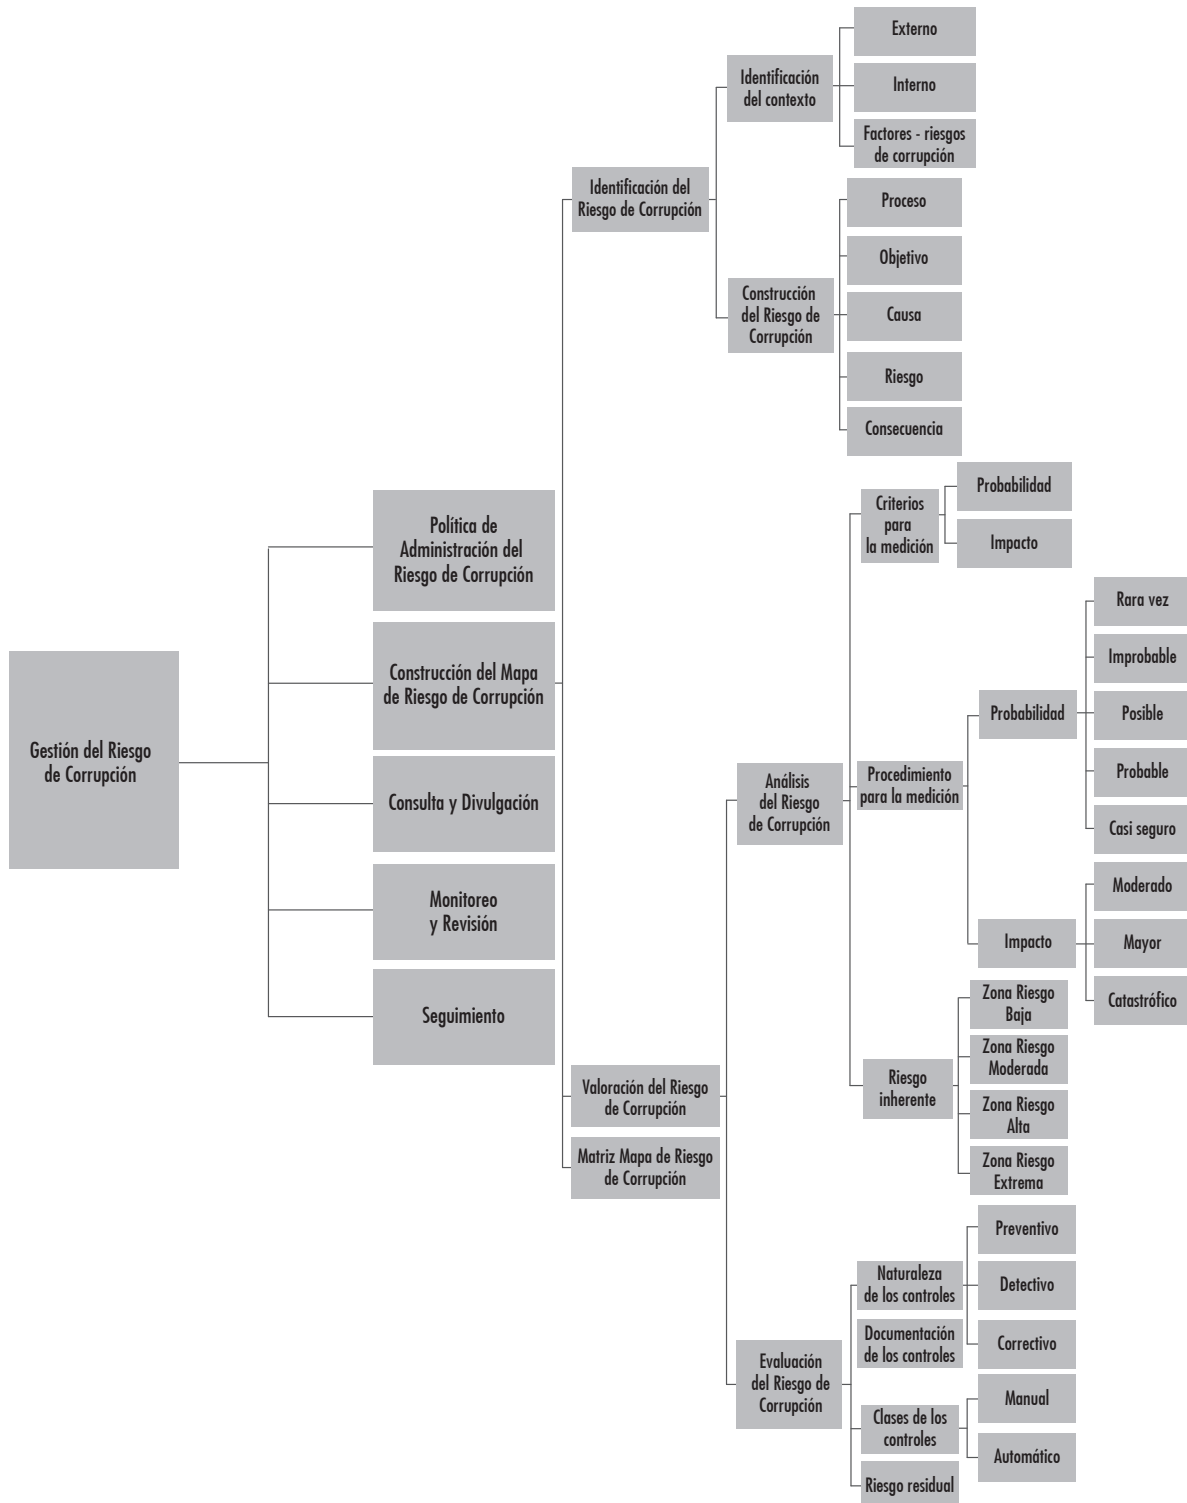 Gestión del Riesgo
de Corrupción
Política de
Administración del
Riesgo de Corrupción
Construcción del Mapa
de Riesgo de Corrupción
Consulta y Divulgación
Monitoreo
y Revisión
Seguimiento
Identificación del
Riesgo de Corrupción
Identificación
del contexto
Externo
Interno
Factores - riesgos
de corrupción
Construcción
del Riesgo de
Corrupción
Proceso
Objetivo
Causa
Riesgo
Consecuencia
Valoración del Riesgo
de Corrupción
Matriz Mapa de Riesgo
de Corrupción
Análisis
del Riesgo
de Corrupción
Criterios
para
la medición
Probabilidad
Impacto
Procedimiento
para la medición
Probabilidad
Rara vez
Improbable
Posible
Probable
Casi seguro
Impacto
Moderado
Mayor
Catastrófico
Riesgo
inherente
Zona Riesgo
Baja
Zona Riesgo
Moderada
Zona Riesgo
Alta
Zona Riesgo
Extrema
Evaluación
del Riesgo de
Corrupción
Naturaleza
de los controles
Preventivo
Detectivo
Correctivo
Documentación
de los controles
Clases de los
controles
Manual
Automático
Riesgo residual